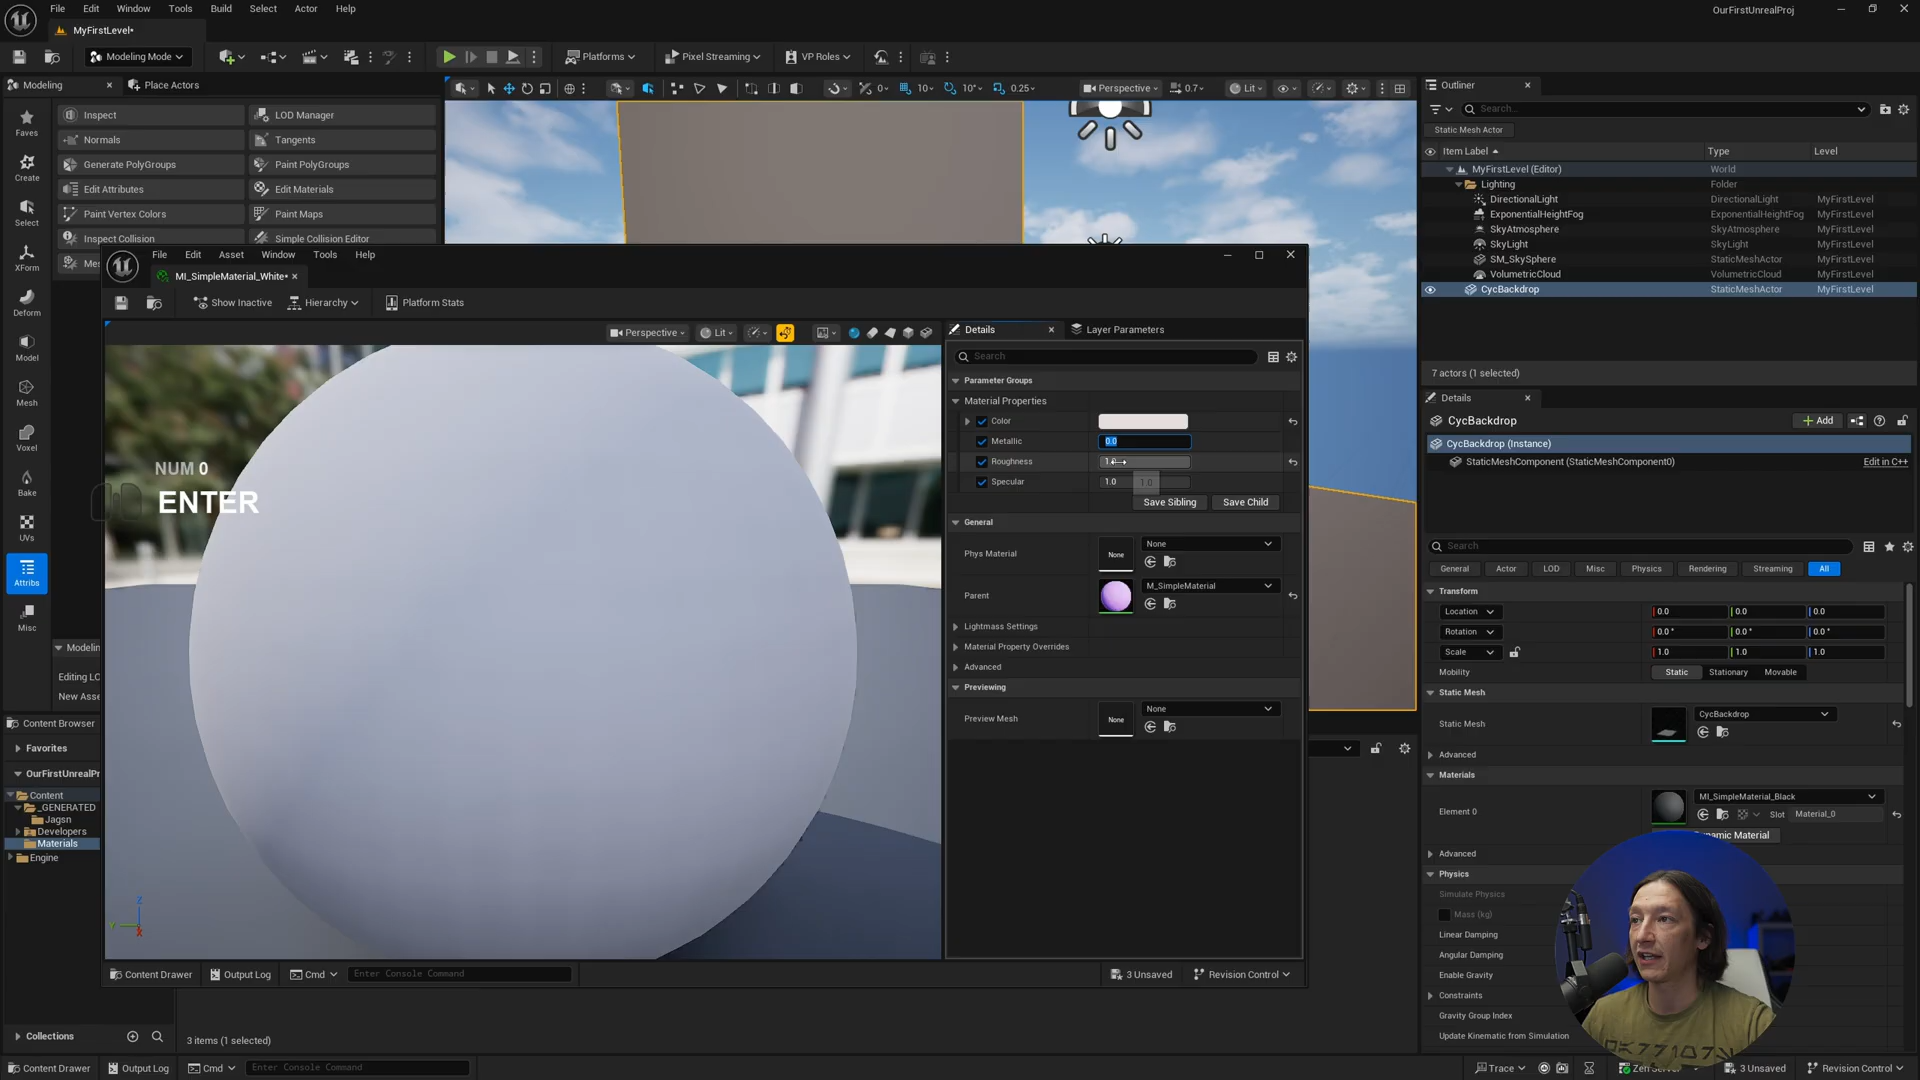 File Edit Window Tools Build Select Actor Help
OurFirstUnrealProj
MyFirstLevel*
Modeling Mode
Platforms
Pixel Streaming
VP Roles
Modeling
Place Actors
0
10
10°
0.25
Perspective
0.7
Lit
Outliner
Search...
Static Mesh Actor
Item Label Type Level
MyFirstLevel (Editor) World
Lighting Folder
DirectionalLight DirectionalLight MyFirstLevel
ExponentialHeightFog ExponentialHeightFog MyFirstLevel
SkyAtmosphere SkyAtmosphere MyFirstLevel
SkyLight SkyLight MyFirstLevel
SM_SkySphere StaticMeshActor MyFirstLevel
VolumetricCloud VolumetricCloud MyFirstLevel
CycBackdrop StaticMeshActor MyFirstLevel
7 actors (1 selected)
Faves
Create
Select
XForm
Deform
Model
Mesh
Voxel
Bake
UVs
Attribs
Misc
Inspect LOD Manager
Normals Tangents
Generate PolyGroups Paint PolyGroups
Edit Attributes Edit Materials
Paint Vertex Colors Paint Maps
Inspect Collision Simple Collision Editor
Mes
File Edit Asset Window Tools Help
MI_SimpleMaterial_White*
Show Inactive
Hierarchy
Platform Stats
Perspective
Lit
NUM 0
ENTER
Details
Layer Parameters
Search
Parameter Groups
Material Properties
Color
Metallic 0.0
Roughness 1.0
Specular 1.0
1.0
Save Sibling Save Child
General
Phys Material None None
Parent M_SimpleMaterial
Lightmass Settings
Material Property Overrides
Advanced
Previewing
Preview Mesh None None
Content Drawer
Output Log
Cmd
Enter Console Command
3 Unsaved
Revision Control
Modelin
Editing LO
New Asse
Content Browser
Favorites
OurFirstUnrealPr
Content
_GENERATED
Jagsn
Developers
Materials
Engine
Collections
3 items (1 selected)
Details
CycBackdrop
Add
CycBackdrop (Instance)
StaticMeshComponent (StaticMeshComponent0)
Edit in C++
Search
General Actor LOD Misc Physics Rendering Streaming All
Transform
Location 0.0 0.0 0.0
Rotation 0.0 ° 0.0 ° 0.0 °
Scale 1.0 1.0 1.0
Mobility Static Stationary Movable
Static Mesh
Static Mesh CycBackdrop
Advanced
Materials
Element 0 MI_SimpleMaterial_Black
Slot Material_0
Material
Advanced
Physics
Simulate Physics
Mass (kg)
Linear Damping
Angular Damping
Enable Gravity
Constraints
Gravity Group Index
Update Kinematic from Simulation
Content Drawer
Output Log
Cmd
Enter Console Command
Trace
3 Unsaved
Revision Control